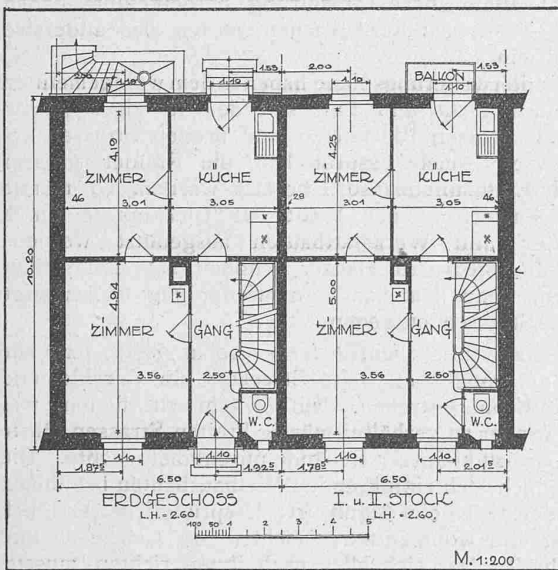 2.00 1.10 1.53 1.10 2.00 1.10 BALKON 1.53 1.10
4.19 4.25
ZIMMER KÜCHE ZIMMER KÜCHE
46 3,01 3,05 28 3.01 3,05
10.20
4.94 5.00
ZIMMER GANG ZIMMER GANG
3.56 2.50 3.56 2.50
W.C. W.C.
1.10 1.10 1.10 1.10
1.87⁵ 1.92⁵ 1.78⁵ 2.01⁵
6.50 6.50
ERDGESCHOSS I. u. II. STOCK
L.H. = 2.60 L.H. = 2.60
100 50 1 2 3 4 5
M. 1:200